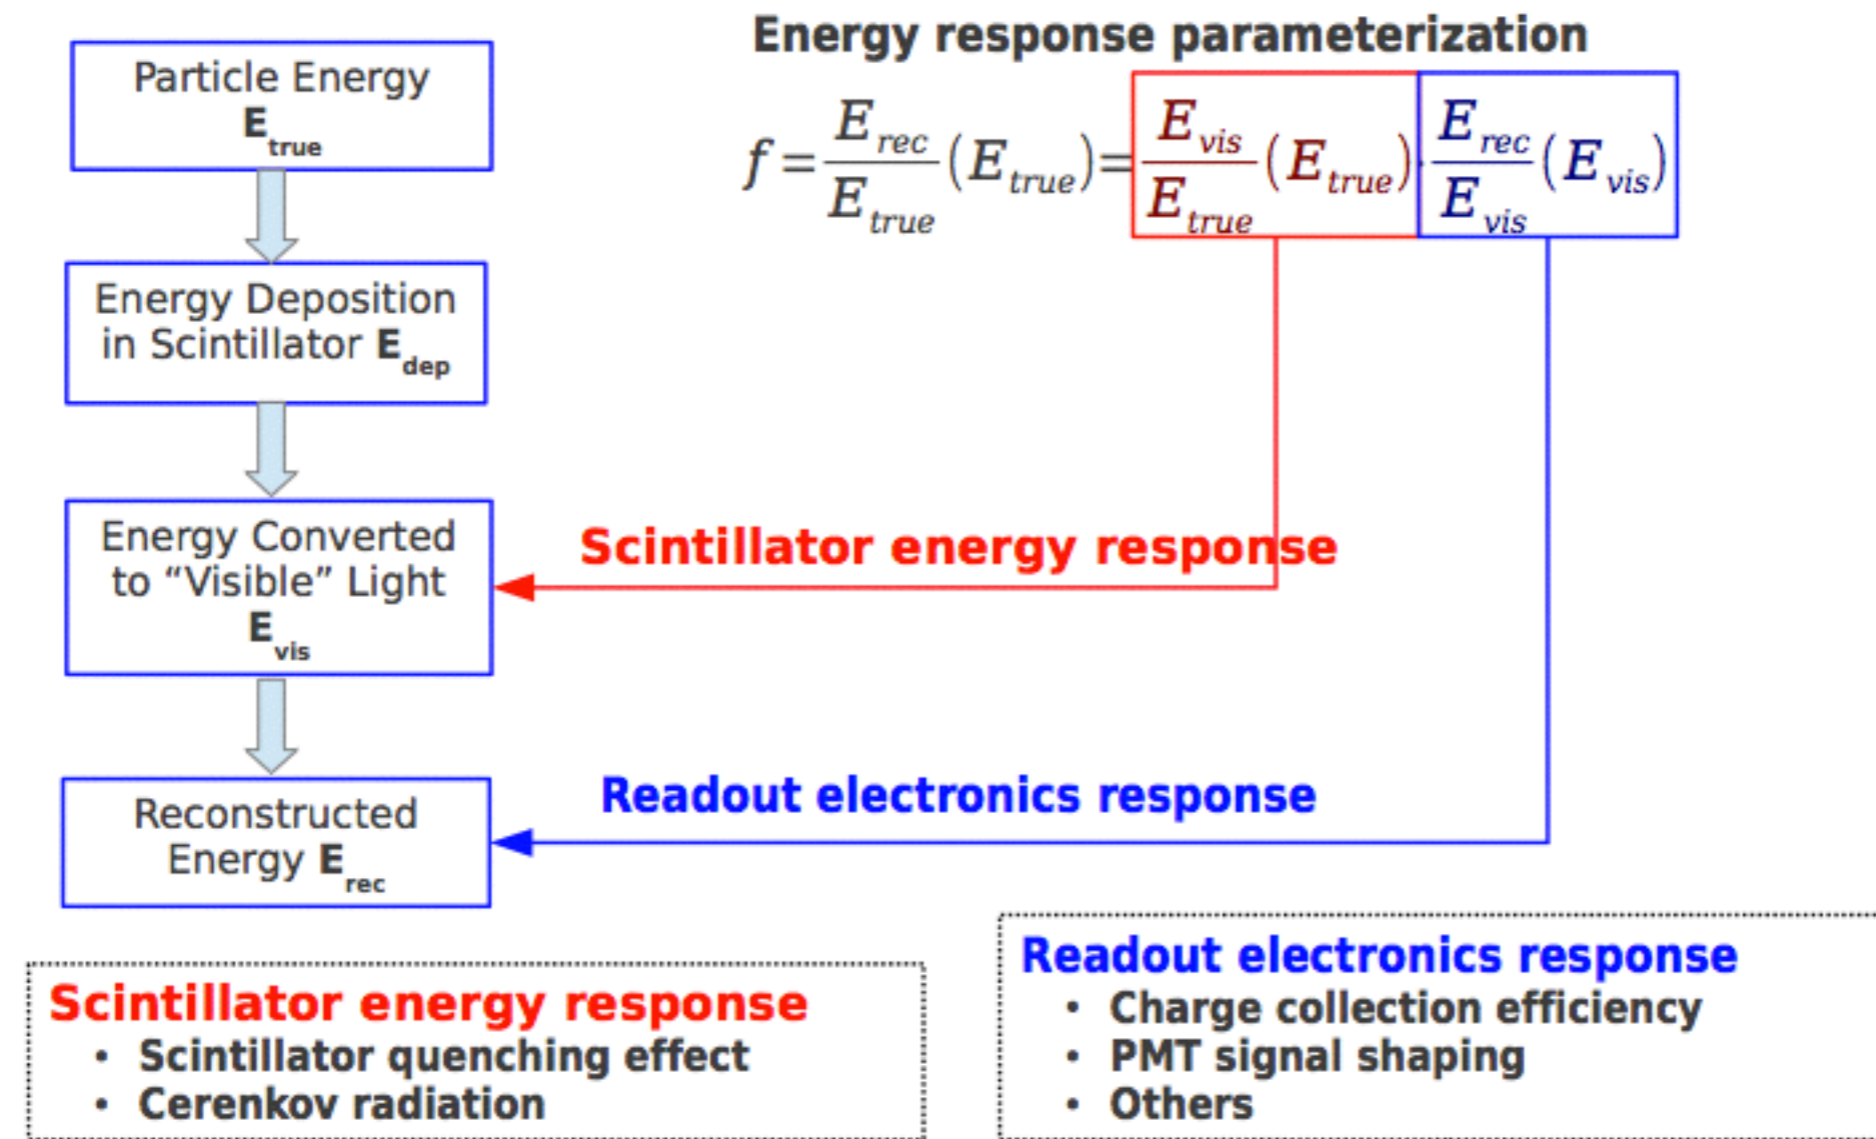 Energy response parameterization
f = E_rec / E_true (E_true) = E_vis / E_true (E_true) · E_rec / E_vis (E_vis)
Particle Energy
E_true
Energy Deposition
in Scintillator E_dep
Energy Converted
to “Visible” Light
E_vis
Scintillator energy response
Reconstructed
Energy E_rec
Readout electronics response
Scintillator energy response
• Scintillator quenching effect
• Cerenkov radiation
Readout electronics response
• Charge collection efficiency
• PMT signal shaping
• Others